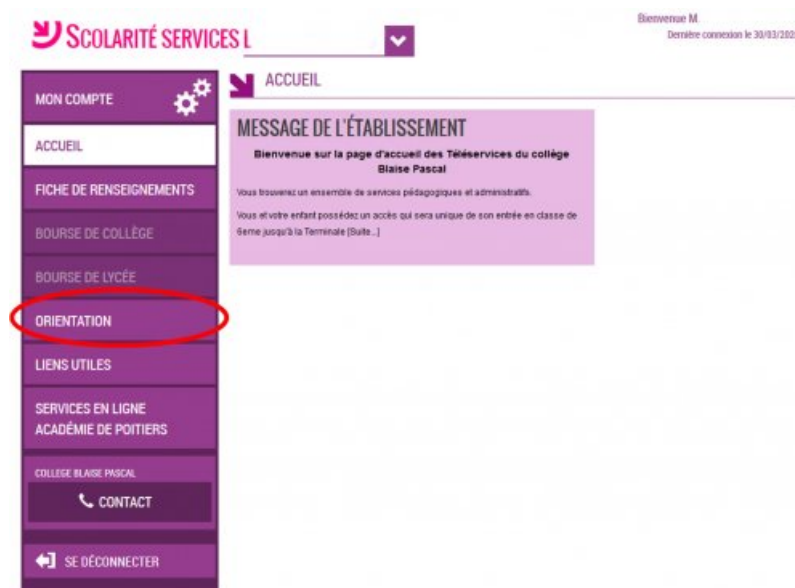 SCOLARITÉ SERVICES L
Bienvenue M.
Dernière connexion le 30/03/202
MON COMPTE
ACCUEIL
FICHE DE RENSEIGNEMENTS
BOURSE DE COLLÈGE
BOURSE DE LYCÉE
ORIENTATION
LIENS UTILES
SERVICES EN LIGNE
ACADÉMIE DE POITIERS
COLLEGE BLAISE PASCAL
CONTACT
SE DÉCONNECTER
ACCUEIL
MESSAGE DE L'ÉTABLISSEMENT
Bienvenue sur la page d'accueil des Téléservices du collège
Blaise Pascal
Vous trouverez un ensemble de services pédagogiques et administratifs.
Vous et votre enfant possédez un accès qui sera unique de son entrée en classe de
6eme jusqu'à la Terminale [Suite...]